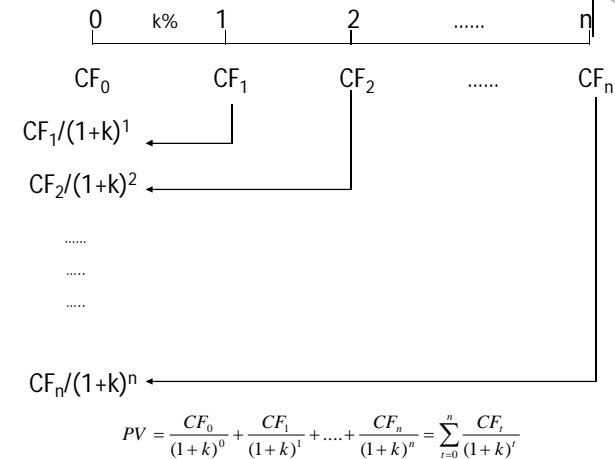 0 k% 1 2 ...... n
CF₀ CF₁ CF₂ ...... CFₙ
CF₁/(1+k)¹
CF₂/(1+k)²
......
.....
.....
CFₙ/(1+k)ⁿ
PV = CF₀/(1+k)⁰ + CF₁/(1+k)¹ + .... + CFₙ/(1+k)ⁿ = ∑ₜ₌₀ⁿ CFₜ/(1+k)ᵗ